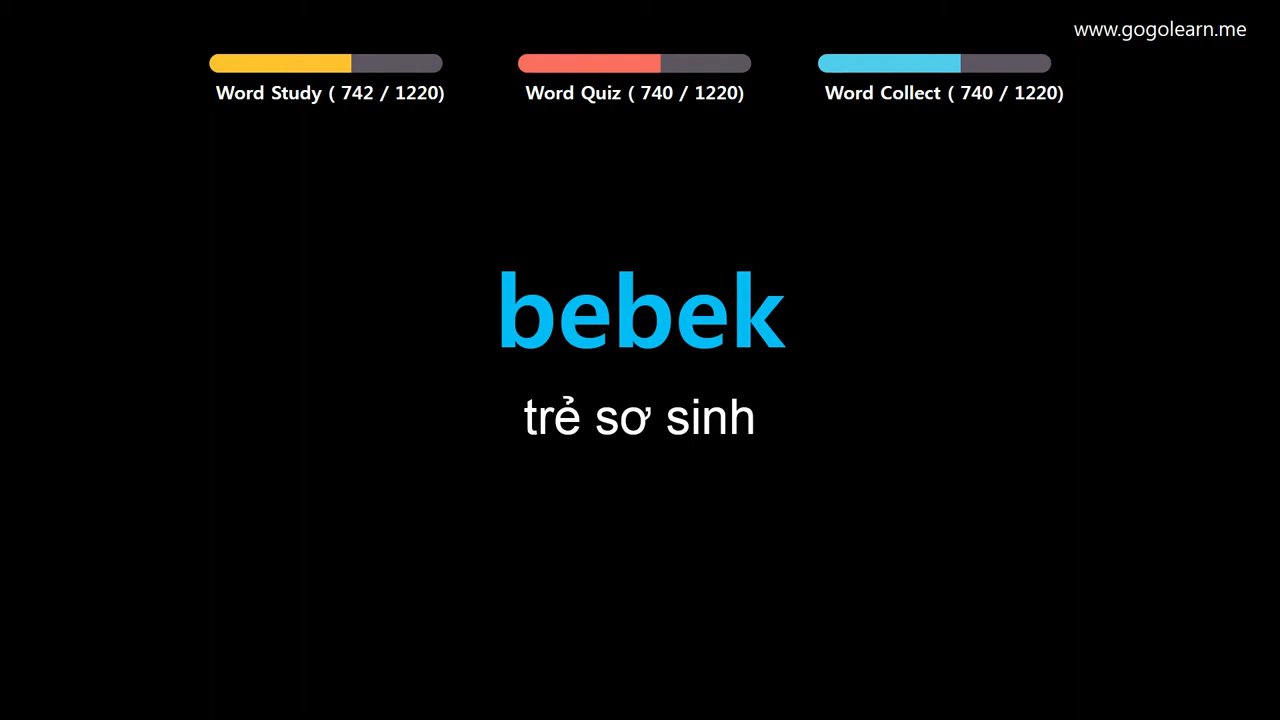 www.gogolearn.me
Word Study ( 742 / 1220)
Word Quiz ( 740 / 1220)
Word Collect ( 740 / 1220)
bebek
trẻ sơ sinh